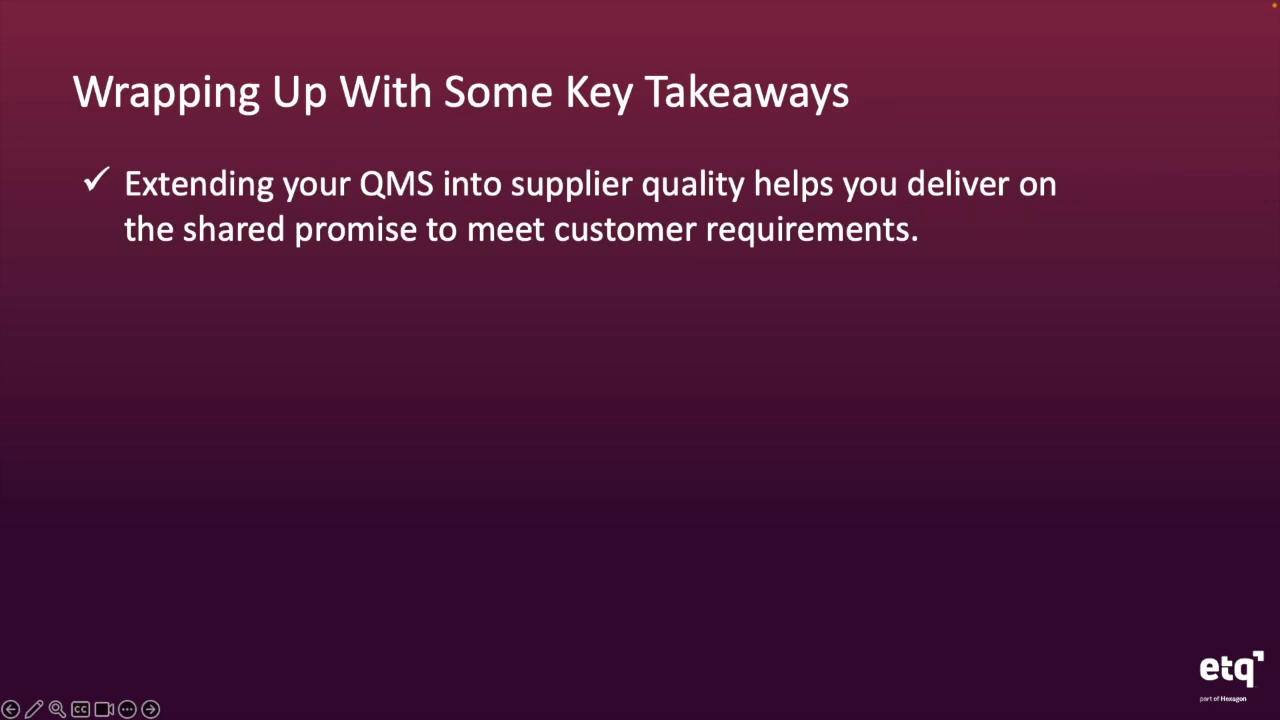 Wrapping Up With Some Key Takeaways
✓ Extending your QMS into supplier quality helps you deliver on
the shared promise to meet customer requirements.
etq
part of Hexagon
CC